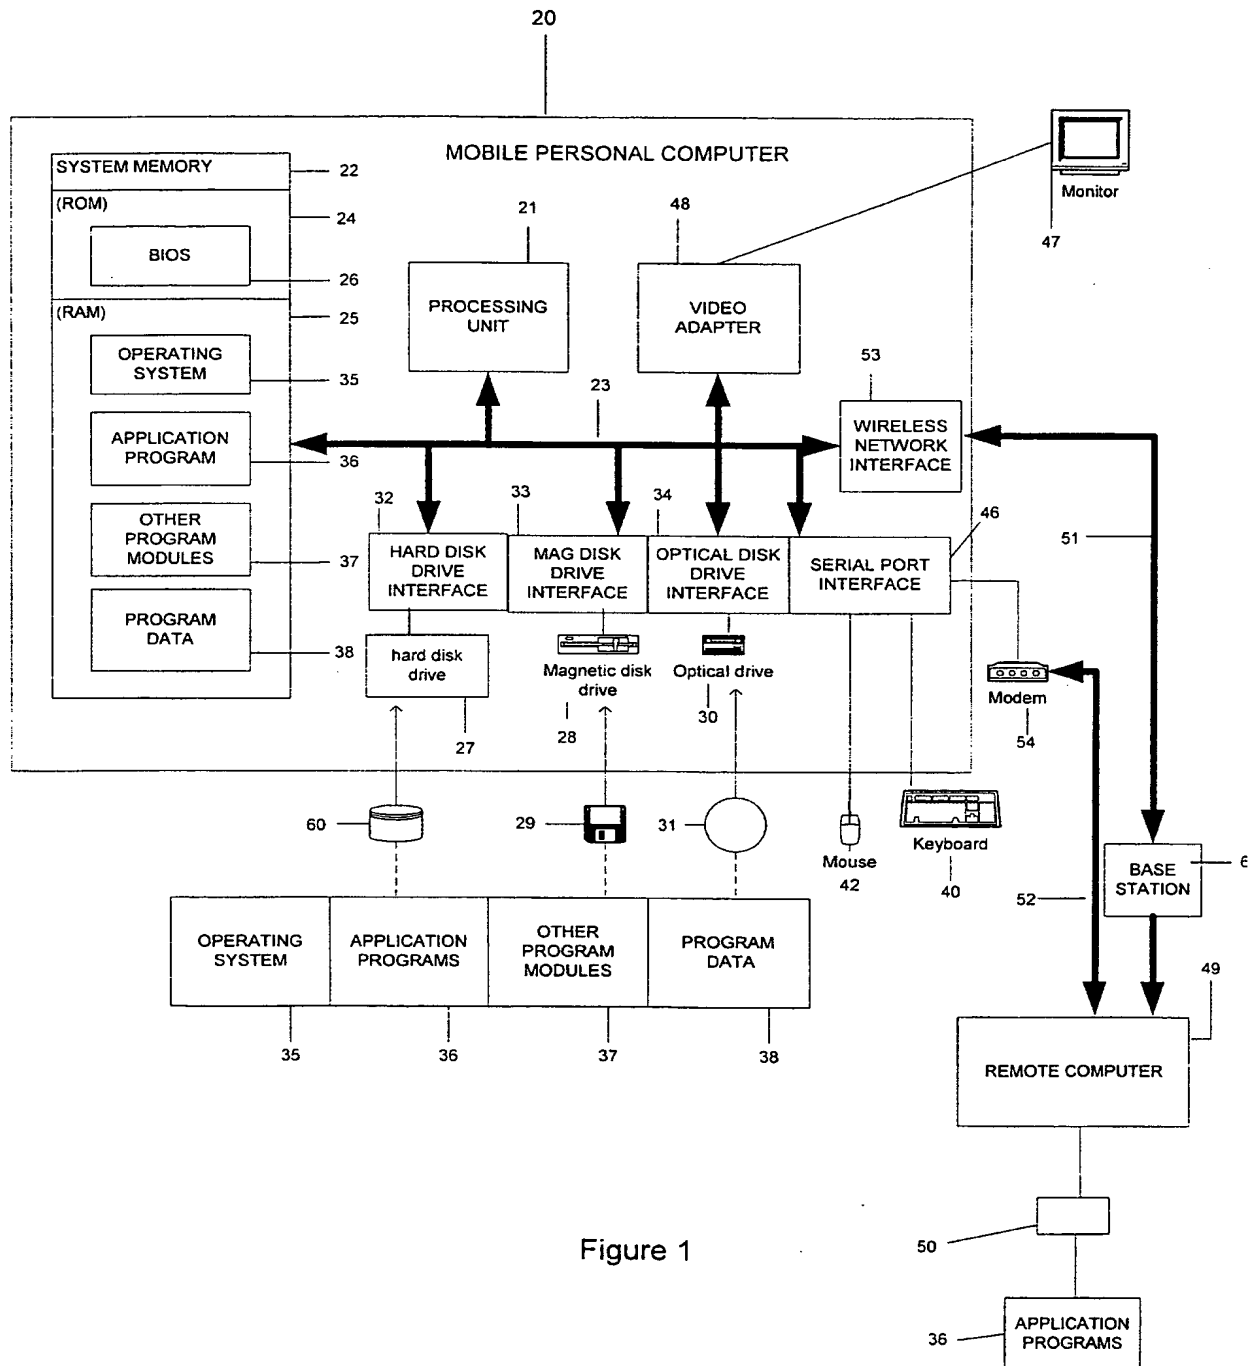 20
MOBILE PERSONAL COMPUTER
SYSTEM MEMORY
22
(ROM)
24
BIOS
26
(RAM)
25
OPERATING
SYSTEM
35
APPLICATION
PROGRAM
36
OTHER
PROGRAM
MODULES
37
PROGRAM
DATA
38
21
PROCESSING
UNIT
48
VIDEO
ADAPTER
Monitor
47
23
53
WIRELESS
NETWORK
INTERFACE
32
HARD DISK
DRIVE
INTERFACE
33
MAG DISK
DRIVE
INTERFACE
34
OPTICAL DISK
DRIVE
INTERFACE
46
SERIAL PORT
INTERFACE
51
hard disk
drive
27
Magnetic disk
drive
28
Optical drive
30
Modem
54
60
29
31
Mouse
42
Keyboard
40
BASE
STATION
6
52
OPERATING
SYSTEM
35
APPLICATION
PROGRAMS
36
OTHER
PROGRAM
MODULES
37
PROGRAM
DATA
38
49
REMOTE COMPUTER
50
36
APPLICATION
PROGRAMS
Figure 1